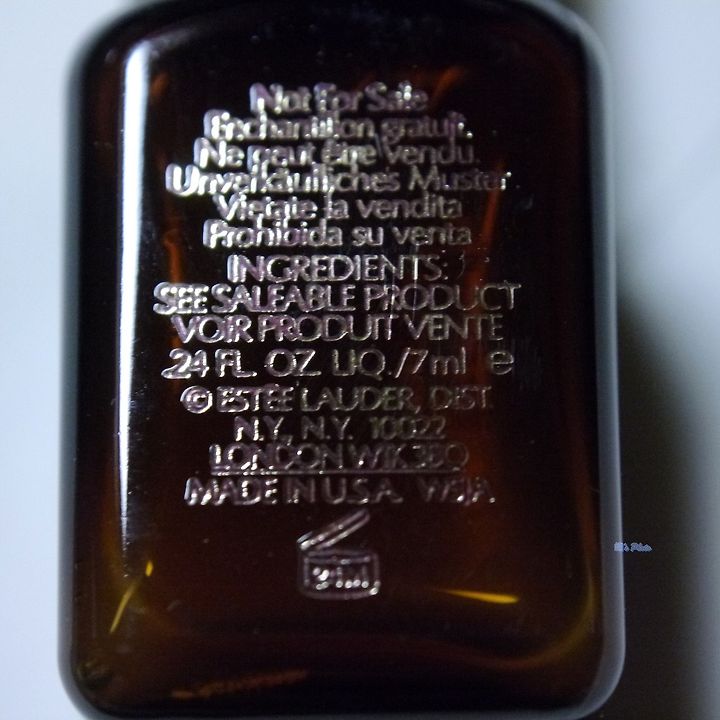 Not For Sale
Enchantillon gratuit.
Ne peut être vendu.
Unverkäufliches Muster
Vietate la vendita
Prohibida su venta
INGREDIENTS:
SEE SALEABLE PRODUCT
VOIR PRODUIT VENTE
.24 FL. OZ. LIQ./7ml e
© ESTĒE LAUDER, DIST.
N.Y., N.Y. 10022
LONDON W1K 3BQ
MADE IN U.S.A.